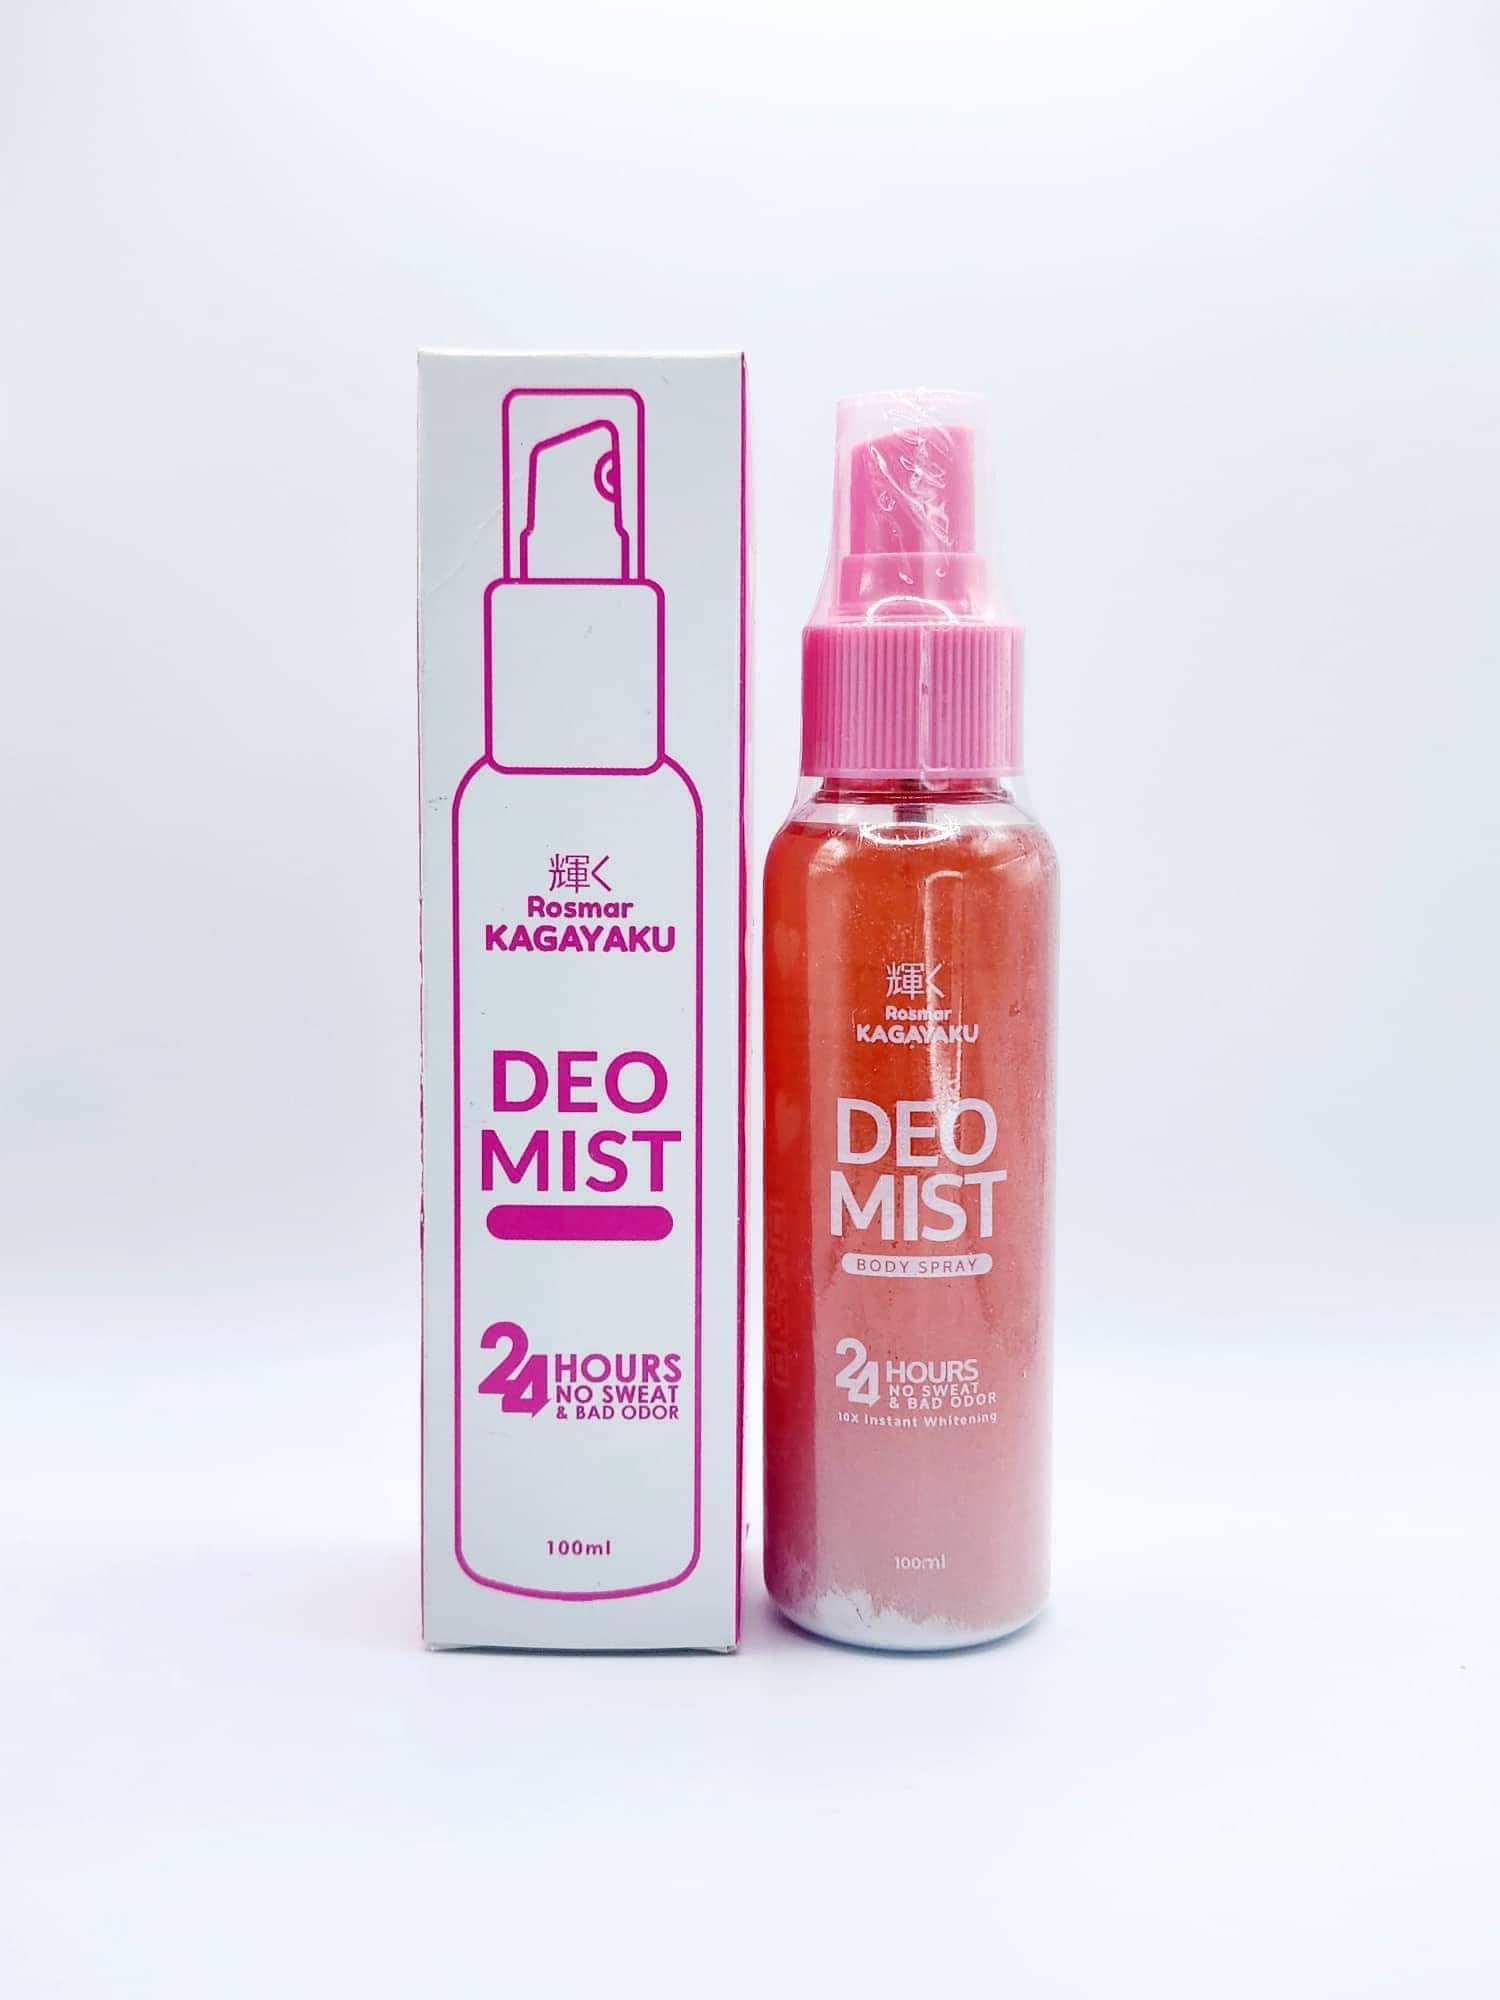 輝く
Rosmar
KAGAYAKU
DEO
MIST
24 HOURS
NO SWEAT
& BAD ODOR
100ml
輝く
Rosmar
KAGAYAKU
DEO
MIST
BODY SPRAY
24 HOURS
NO SWEAT
& BAD ODOR
10X Instant Whitening
100ml